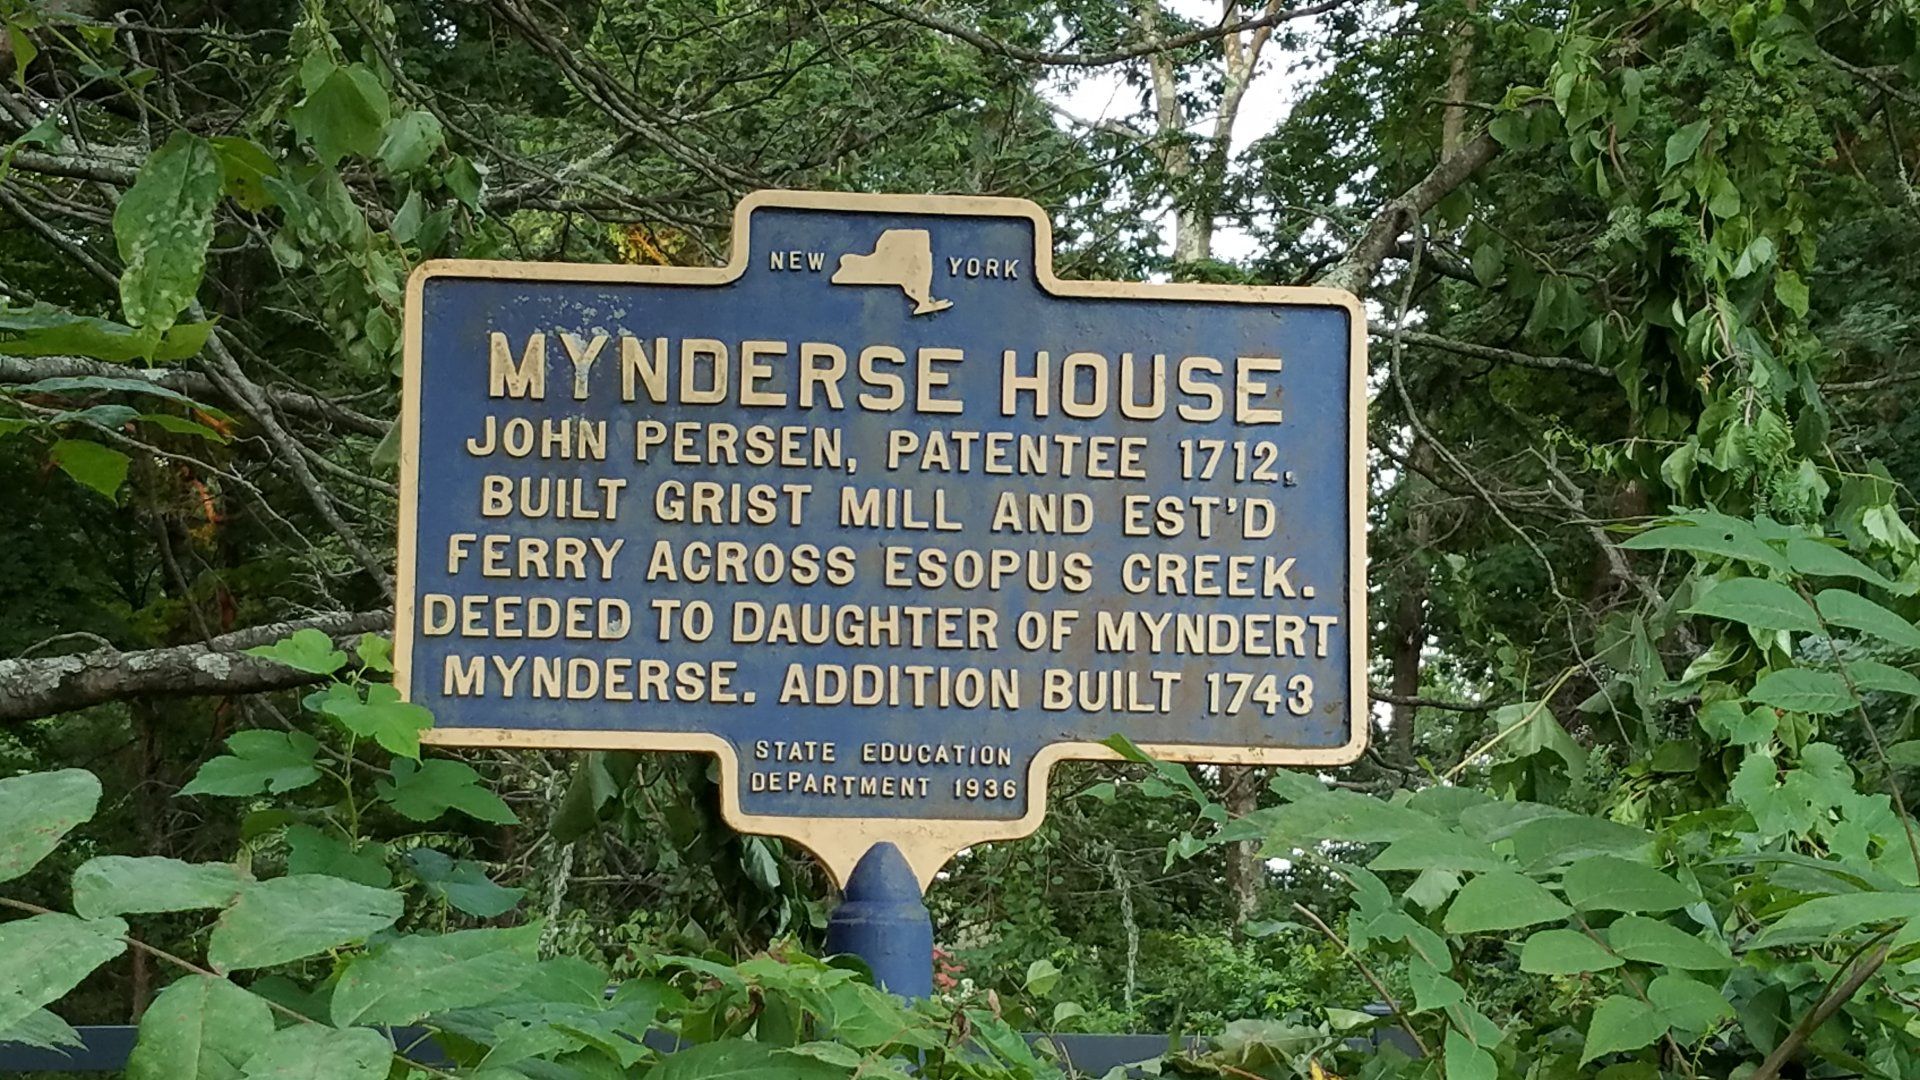 NEW YORK
MYNDERSE HOUSE
JOHN PERSEN, PATENTEE 1712,
BUILT GRIST MILL AND EST'D
FERRY ACROSS ESOPUS CREEK.
DEEDED TO DAUGHTER OF MYNDERT
MYNDERSE. ADDITION BUILT 1743
STATE EDUCATION
DEPARTMENT 1936